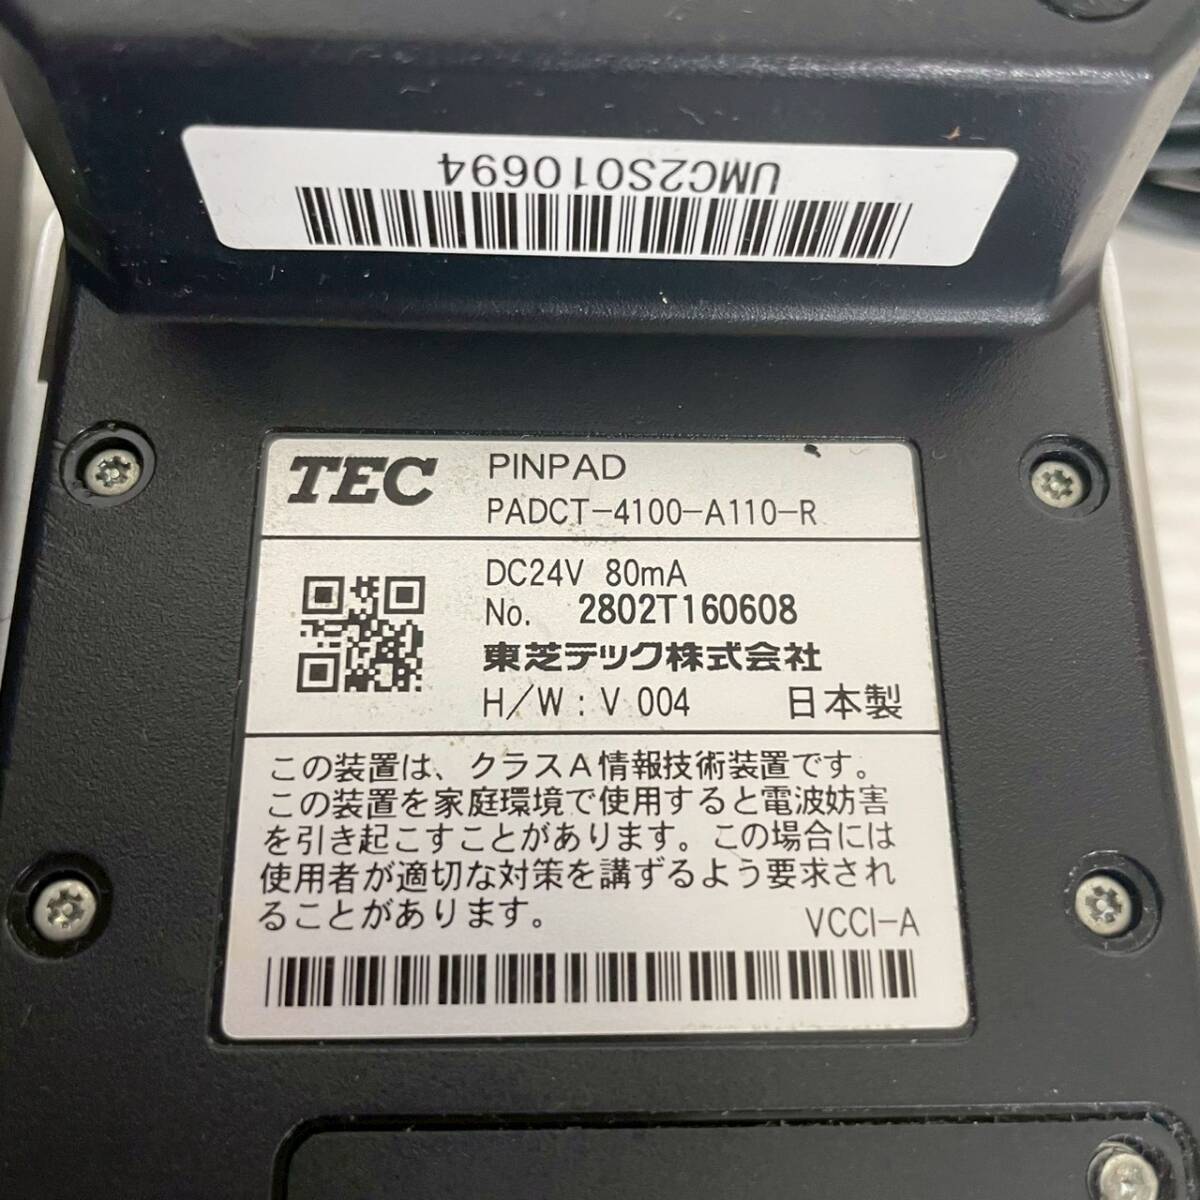 UMC2S010694
TEC PINPAD
PADCT-4100-A110-R
DC24V 80mA
No. 2802T160608
東芝テック株式会社
H/W : V 004 日本製
この装置は、クラスA情報技術装置です。
この装置を家庭環境で使用すると電波妨害
を引き起こすことがあります。この場合には
使用者が適切な対策を講ずるよう要求され
ることがあります。
VCCI-A